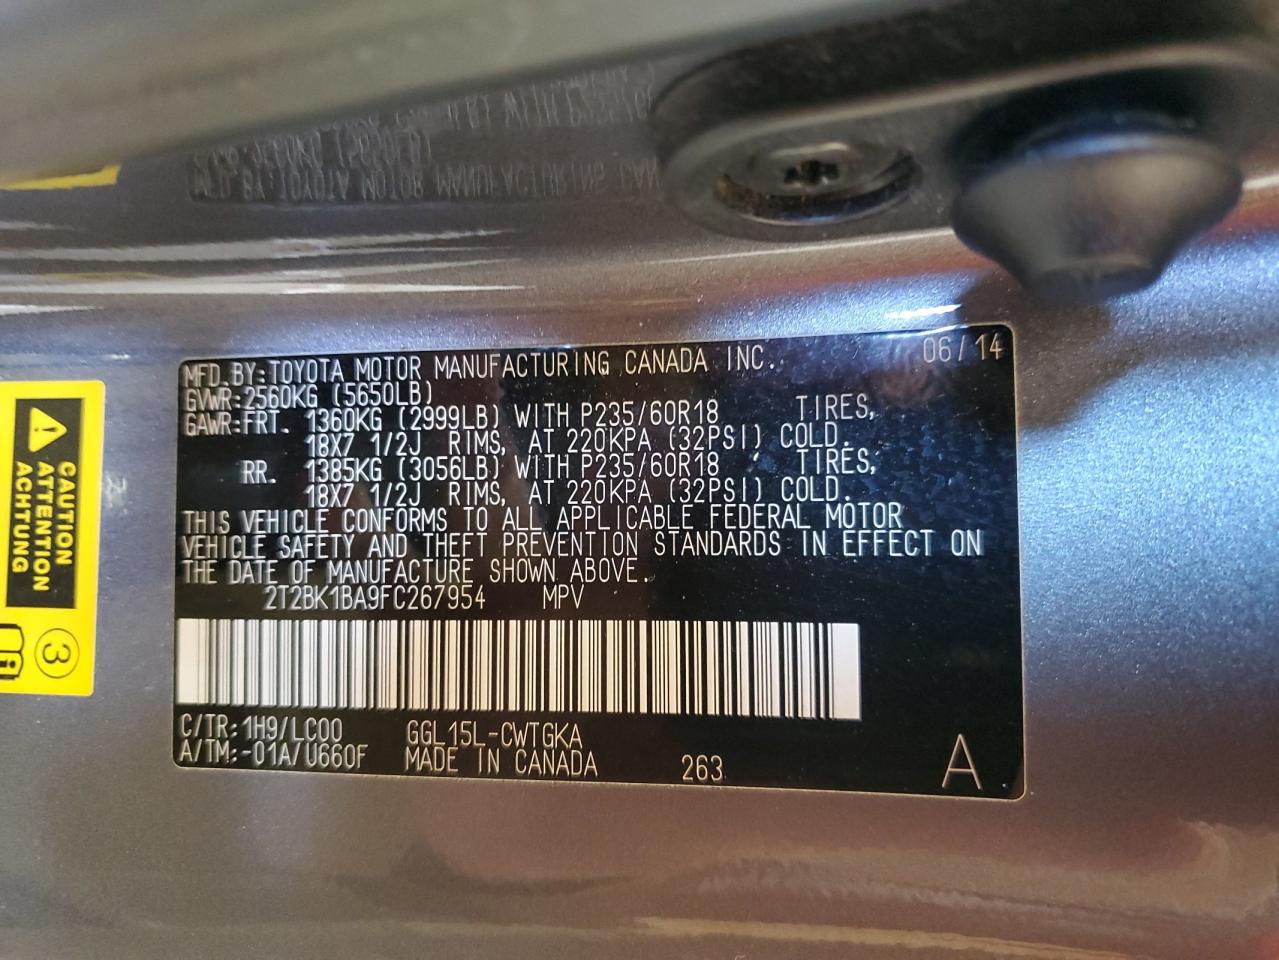 MFD.BY:TOYOTA MOTOR MANUFACTURING CANADA INC. 06/14
GVWR:2560KG (5650LB)
GAWR:FRT. 1360KG (2999LB) WITH P235/60R18 TIRES,
18X7 1/2J RIMS, AT 220KPA (32PSI) COLD.
RR. 1385KG (3056LB) WITH P235/60R18 TIRES,
18X7 1/2J RIMS, AT 220KPA (32PSI) COLD.
THIS VEHICLE CONFORMS TO ALL APPLICABLE FEDERAL MOTOR
VEHICLE SAFETY AND THEFT PREVENTION STANDARDS IN EFFECT ON
THE DATE OF MANUFACTURE SHOWN ABOVE.
2T2BK1BA9FC267954 MPV
C/TR:1H9/LC00 GGL15L-CWTGKA
A/TM:-01A/U660F MADE IN CANADA 263 A
CAUTION
ATTENTION
ACHTUNG
3